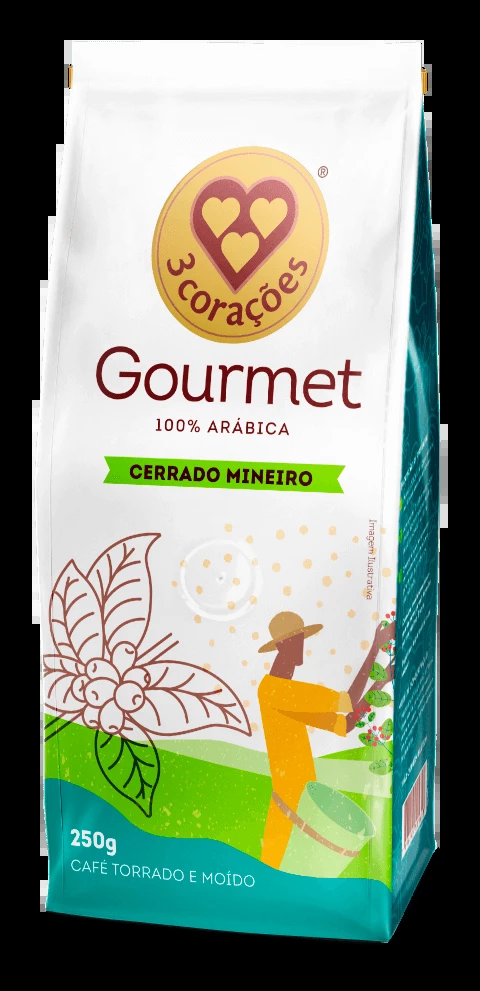 ®
3 corações
Gourmet
100% ARÁBICA
CERRADO MINEIRO
Imagem Ilustrativa
250g
CAFÉ TORRADO E MOÍDO